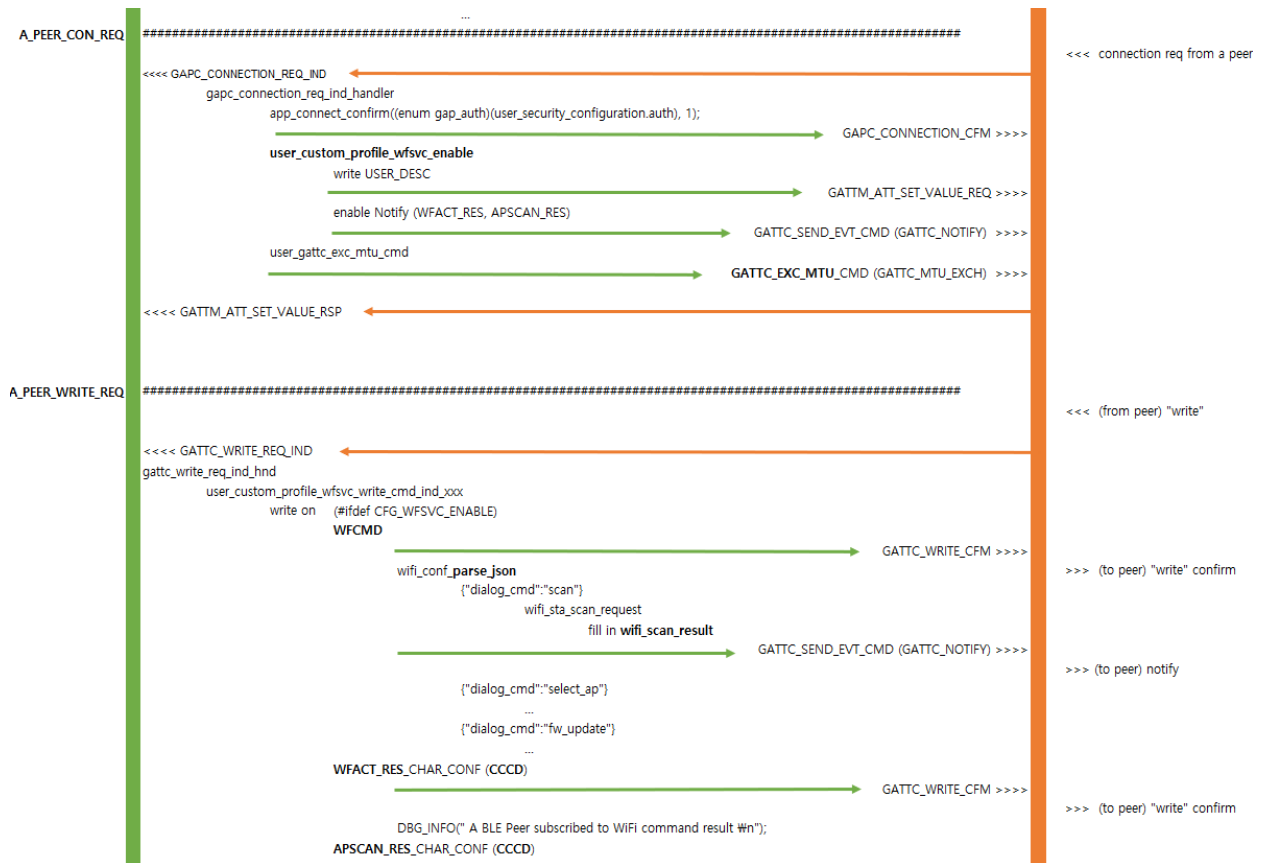 ...
A_PEER_CON_REQ ################################################################################################################
<<< connection req from a peer
<<<< GAPC_CONNECTION_REQ_IND
gapc_connection_req_ind_handler
app_connect_confirm((enum gap_auth)(user_security_configuration.auth), 1);
GAPC_CONNECTION_CFM >>>>
user_custom_profile_wfsvc_enable
write USER_DESC
GATTM_ATT_SET_VALUE_REQ >>>>
enable Notify (WFACT_RES, APSCAN_RES)
GATTC_SEND_EVT_CMD (GATTC_NOTIFY) >>>>
user_gattc_exc_mtu_cmd
GATTC_EXC_MTU_CMD (GATTC_MTU_EXCH) >>>>
<<<< GATTM_ATT_SET_VALUE_RSP
A_PEER_WRITE_REQ ################################################################################################################
<<< (from peer) "write"
<<<< GATTC_WRITE_REQ_IND
gattc_write_req_ind_hnd
user_custom_profile_wfsvc_write_cmd_ind_xxx
write on (#ifdef CFG_WFSVC_ENABLE)
WFCMD
GATTC_WRITE_CFM >>>>
wifi_conf_parse_json
>>> (to peer) "write" confirm
{"dialog_cmd":"scan"}
wifi_sta_scan_request
fill in wifi_scan_result
GATTC_SEND_EVT_CMD (GATTC_NOTIFY) >>>>
>>> (to peer) notify
{"dialog_cmd":"select_ap"}
...
{"dialog_cmd":"fw_update"}
...
WFACT_RES_CHAR_CONF (CCCD)
GATTC_WRITE_CFM >>>>
>>> (to peer) "write" confirm
DBG_INFO(" A BLE Peer subscribed to WiFi command result ₩n");
APSCAN_RES_CHAR_CONF (CCCD)